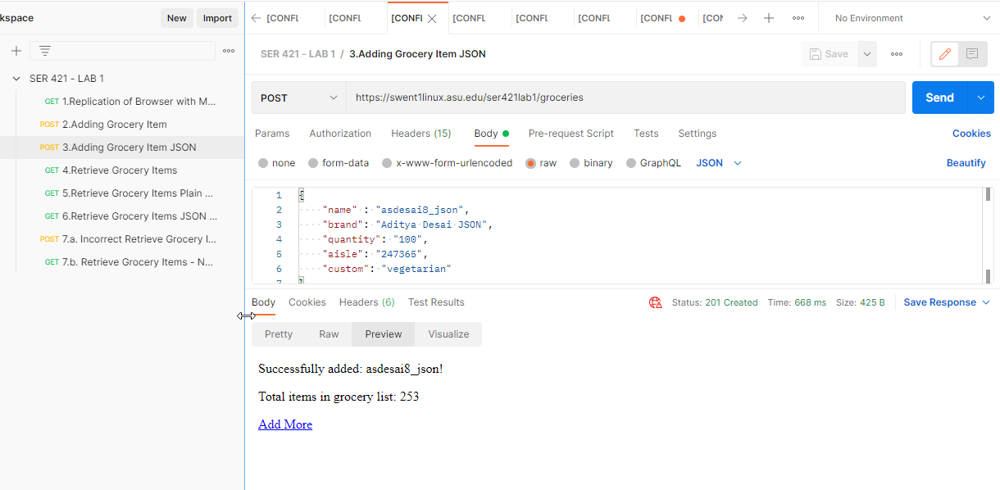 kspace
New
Import
SER 421 - LAB 1
GET 1.Replication of Browser with M...
POST 2.Adding Grocery Item
POST 3.Adding Grocery Item JSON
GET 4.Retrieve Grocery Items
GET 5.Retrieve Grocery Items Plain ...
GET 6.Retrieve Grocery Items JSON ...
POST 7.a. Incorrect Retrieve Grocery I...
GET 7.b. Retrieve Grocery Items - N...
[CONFL [CONFL [CONFL [CONFL [CONFL [CONFL [CONFL [CON No Environment
SER 421 - LAB 1 / 3.Adding Grocery Item JSON Save
POST https://swent1linux.asu.edu/ser421lab1/groceries Send
Params Authorization Headers (15) Body Pre-request Script Tests Settings Cookies
none form-data x-www-form-urlencoded raw binary GraphQL JSON Beautify
1 {
2 "name" : "asdesai8_json",
3 "brand": "Aditya Desai JSON",
4 "quantity": "100",
5 "aisle": "247365",
6 "custom": "vegetarian"
7 }
Body Cookies Headers (6) Test Results Status: 201 Created Time: 668 ms Size: 425 B Save Response
Pretty Raw Preview Visualize
Successfully added: asdesai8_json!
Total items in grocery list: 253
Add More